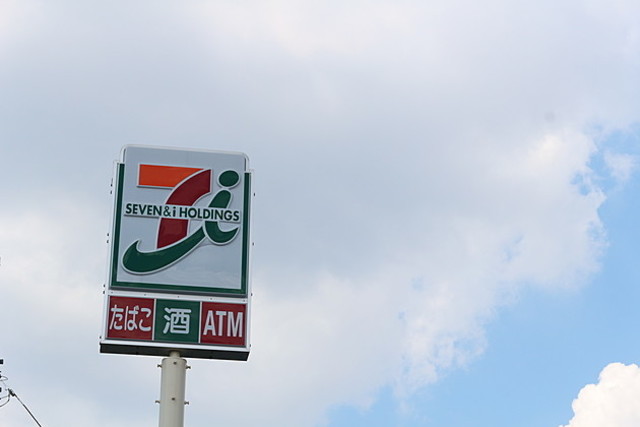 SEVEN & i HOLDINGS
たばこ 酒 ATM